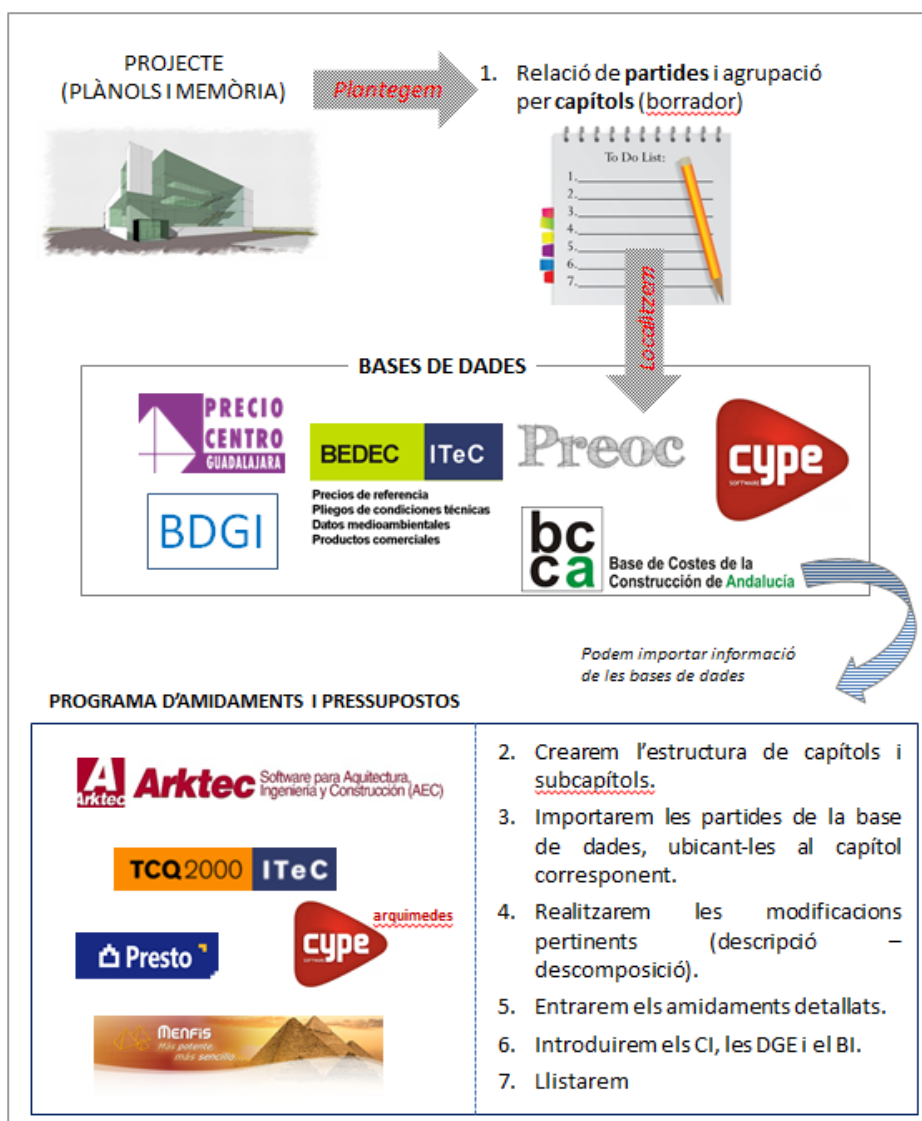 PROJECTE
(PLÀNOLS I MEMÒRIA)
Plantegem
1. Relació de partides i agrupació
per capítols (borrador)
To Do List:
1.
2.
3.
4.
5.
6.
7.
Localitzem
BASES DE DADES
PRECIO
CENTRO
GUADALAJARA
BEDEC ITeC
Precios de referencia
Pliegos de condiciones técnicas
Datos medioambientales
Productos comerciales
Preoc
cype
SOFTWARE
BDGI
bcca
Base de Costes de la
Construcción de Andalucía
Podem importar informació
de les bases de dades
PROGRAMA D'AMIDAMENTS I PRESSUPOSTOS
Arktec
Arktec
Software para Aquitectura,
Ingeniería y Construcción (AEC)
TCQ2000 ITeC
Presto
arquimedes
cype
SOFTWARE
MENFIS
Más potente,
más sencillo...
2. Crearem l'estructura de capítols i
subcapítols.
3. Importarem les partides de la base
de dades, ubicant-les al capítol
corresponent.
4. Realitzarem les modificacions
pertinents (descripció –
descomposició).
5. Entrarem els amidaments detallats.
6. Introduirem els CI, les DGE i el BI.
7. Llistarem